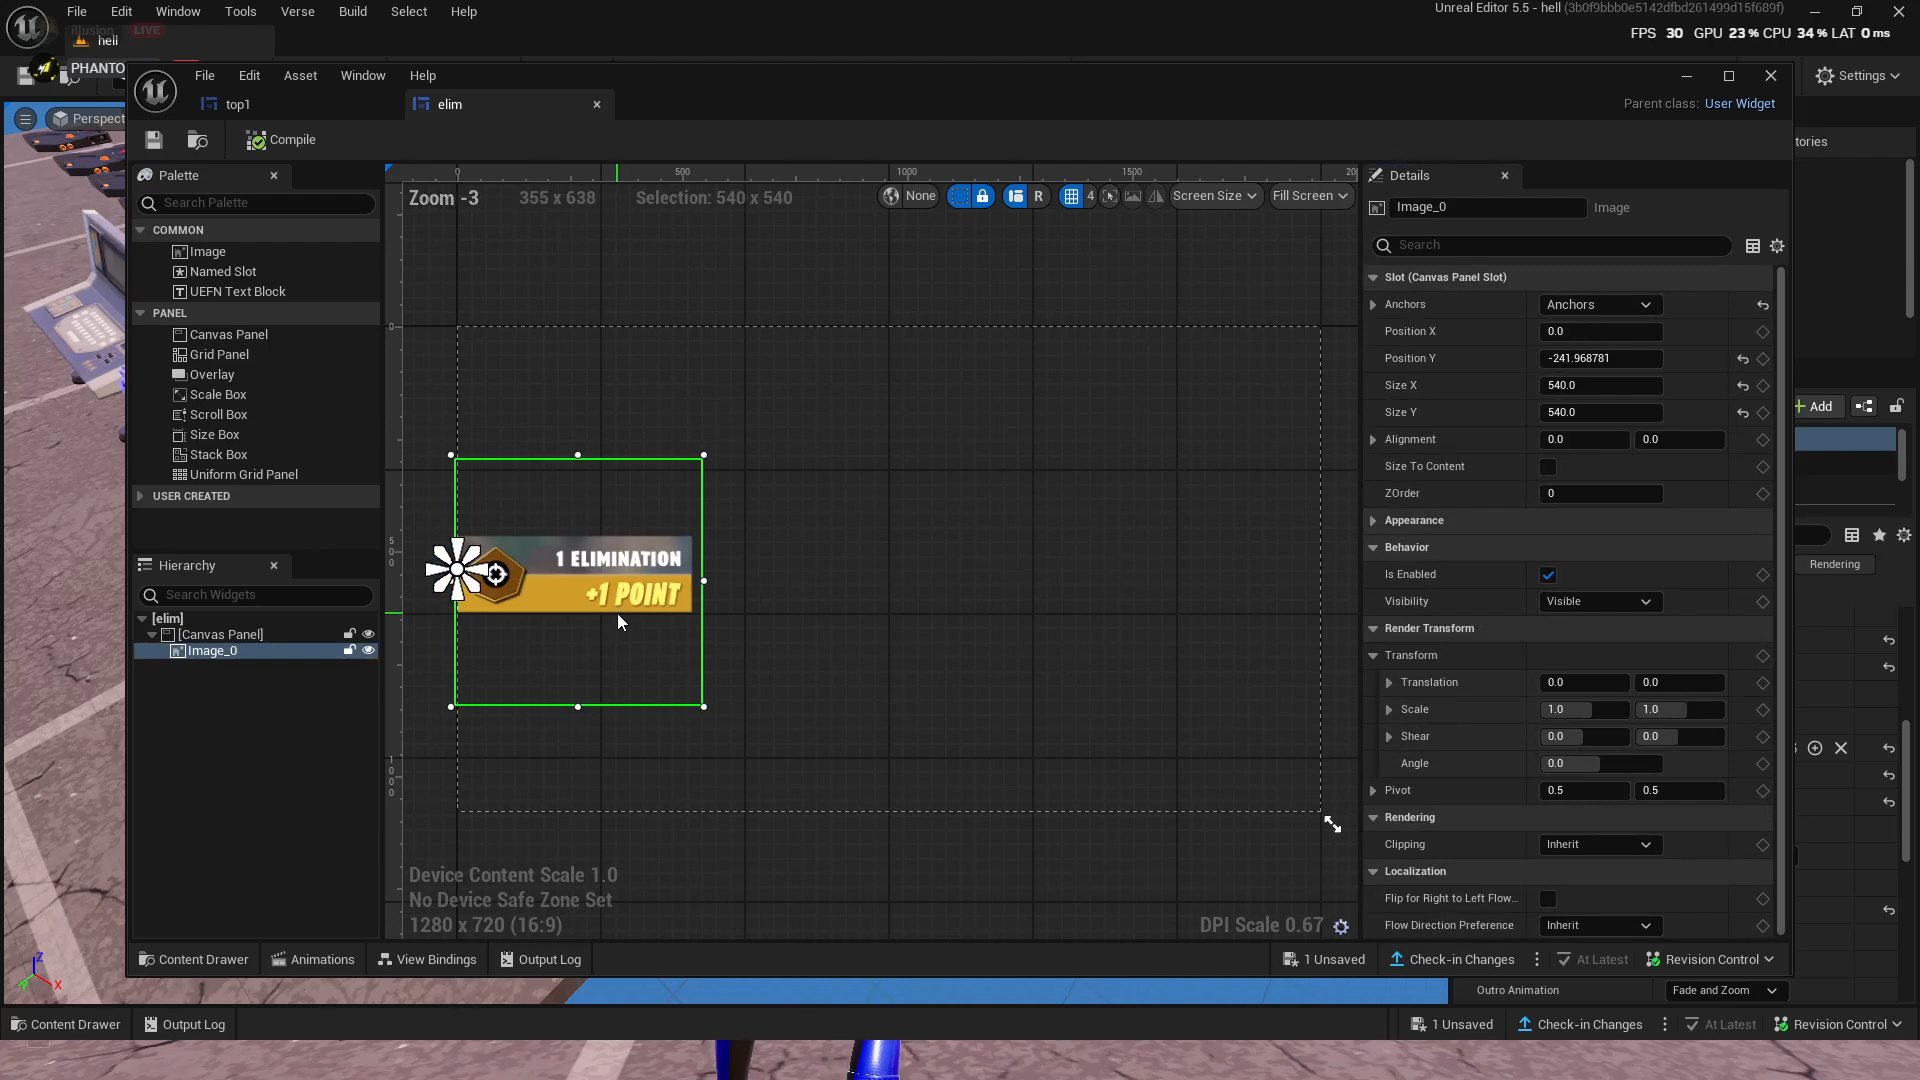 File Edit Window Tools Verse Build Select Help
Unreal Editor 5.5 - hell (3b0f9bbb0e5142dfbd261499d15f689f)
illusion LIVE
hell
FPS 30 GPU 23 % CPU 34 % LAT 0 ms
PHANTO
File Edit Asset Window Help
Settings
top1
elim
Parent class: User Widget
Compile
Perspect
tories
Palette
Search Palette
COMMON
Image
Named Slot
UEFN Text Block
PANEL
Canvas Panel
Grid Panel
Overlay
Scale Box
Scroll Box
Size Box
Stack Box
Uniform Grid Panel
USER CREATED
Hierarchy
Search Widgets
[elim]
[Canvas Panel]
Image_0
0 500 1000 1500 20
Zoom -3 355 x 638 Selection: 540 x 540
None R 4 Screen Size Fill Screen
0
5
0
0
1
0
0
0
1 ELIMINATION
+1 POINT
Device Content Scale 1.0
No Device Safe Zone Set
1280 x 720 (16:9)
DPI Scale 0.67
Details
Image_0 Image
Search
Slot (Canvas Panel Slot)
Anchors Anchors
Position X 0.0
Position Y -241.968781
Size X 540.0
Size Y 540.0
Alignment 0.0 0.0
Size To Content
ZOrder 0
Appearance
Behavior
Is Enabled
Visibility Visible
Render Transform
Transform
Translation 0.0 0.0
Scale 1.0 1.0
Shear 0.0 0.0
Angle 0.0
Pivot 0.5 0.5
Rendering
Clipping Inherit
Localization
Flip for Right to Left Flow...
Flow Direction Preference Inherit
Add
Rendering
Content Drawer Animations View Bindings Output Log
1 Unsaved Check-in Changes At Latest Revision Control
Outro Animation Fade and Zoom
Z
X
Content Drawer Output Log
1 Unsaved Check-in Changes At Latest Revision Control